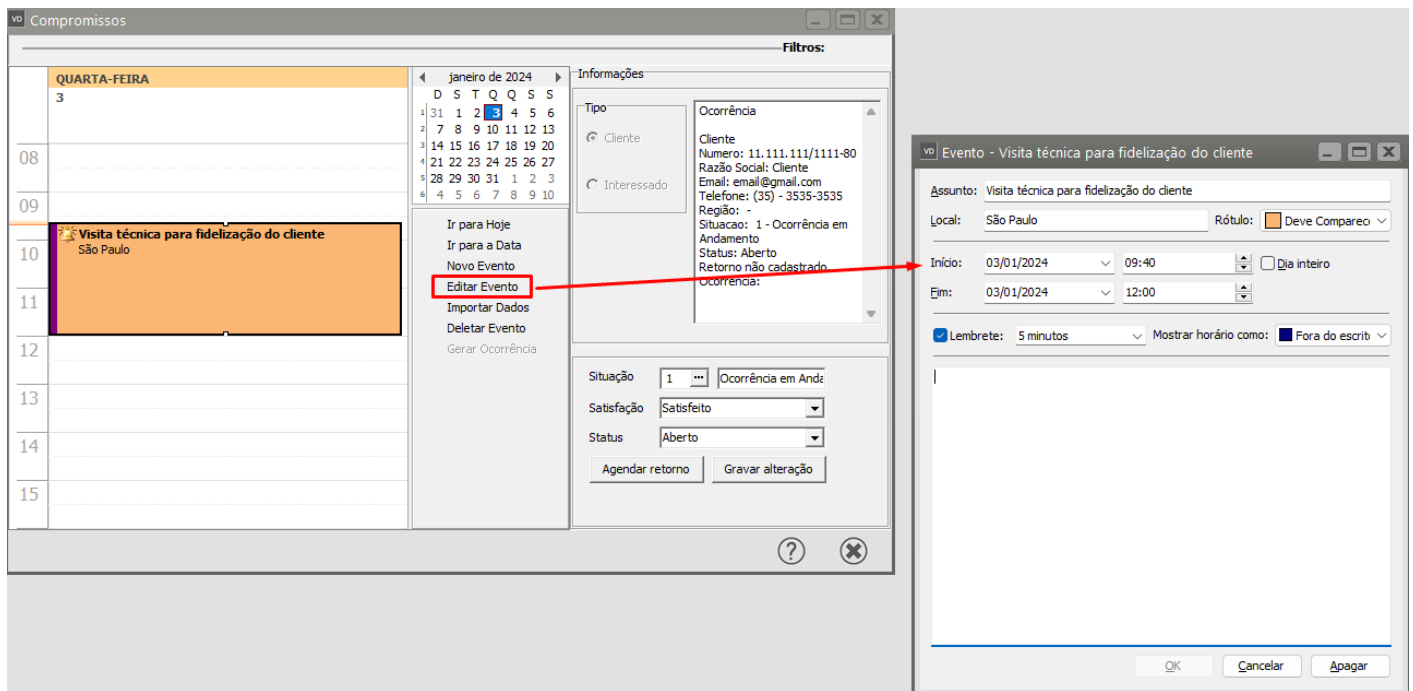 VD Compromissos
Filtros:
QUARTA-FEIRA
3
08
09
Visita técnica para fidelização do cliente
São Paulo
10
11
12
13
14
15
janeiro de 2024
D S T Q Q S S
1 31 1 2 3 4 5 6
2 7 8 9 10 11 12 13
3 14 15 16 17 18 19 20
4 21 22 23 24 25 26 27
5 28 29 30 31 1 2 3
6 4 5 6 7 8 9 10
Ir para Hoje
Ir para a Data
Novo Evento
Editar Evento
Importar Dados
Deletar Evento
Gerar Ocorrência
Informações
Tipo
Cliente
Interessado
Ocorrência
Cliente
Numero: 11.111.111/1111-80
Razão Social: Cliente
Email: email@gmail.com
Telefone: (35) - 3535-3535
Região: -
Situacao: 1 - Ocorrência em
Andamento
Status: Aberto
Retorno não cadastrado
Ocorrência:
Situação 1 ... Ocorrência em Anda
Satisfação Satisfeito
Status Aberto
Agendar retorno Gravar alteração
?
VD Evento - Visita técnica para fidelização do cliente
Assunto: Visita técnica para fidelização do cliente
Local: São Paulo Rótulo: Deve Comparec
Início: 03/01/2024 09:40 Dia inteiro
Fim: 03/01/2024 12:00
Lembrete: 5 minutos Mostrar horário como: Fora do escrit
OK Cancelar Apagar